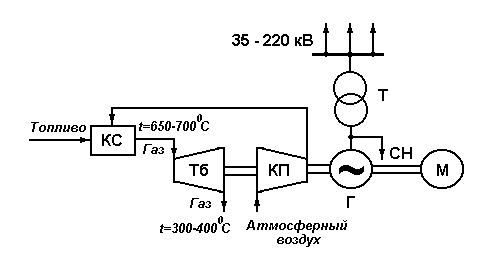 35 - 220 кВ
Т
Топливо
КС
t=650-700⁰С
Газ
Тб
КП
СН
М
Г
Газ
t=300-400⁰С
Атмосферный
воздух